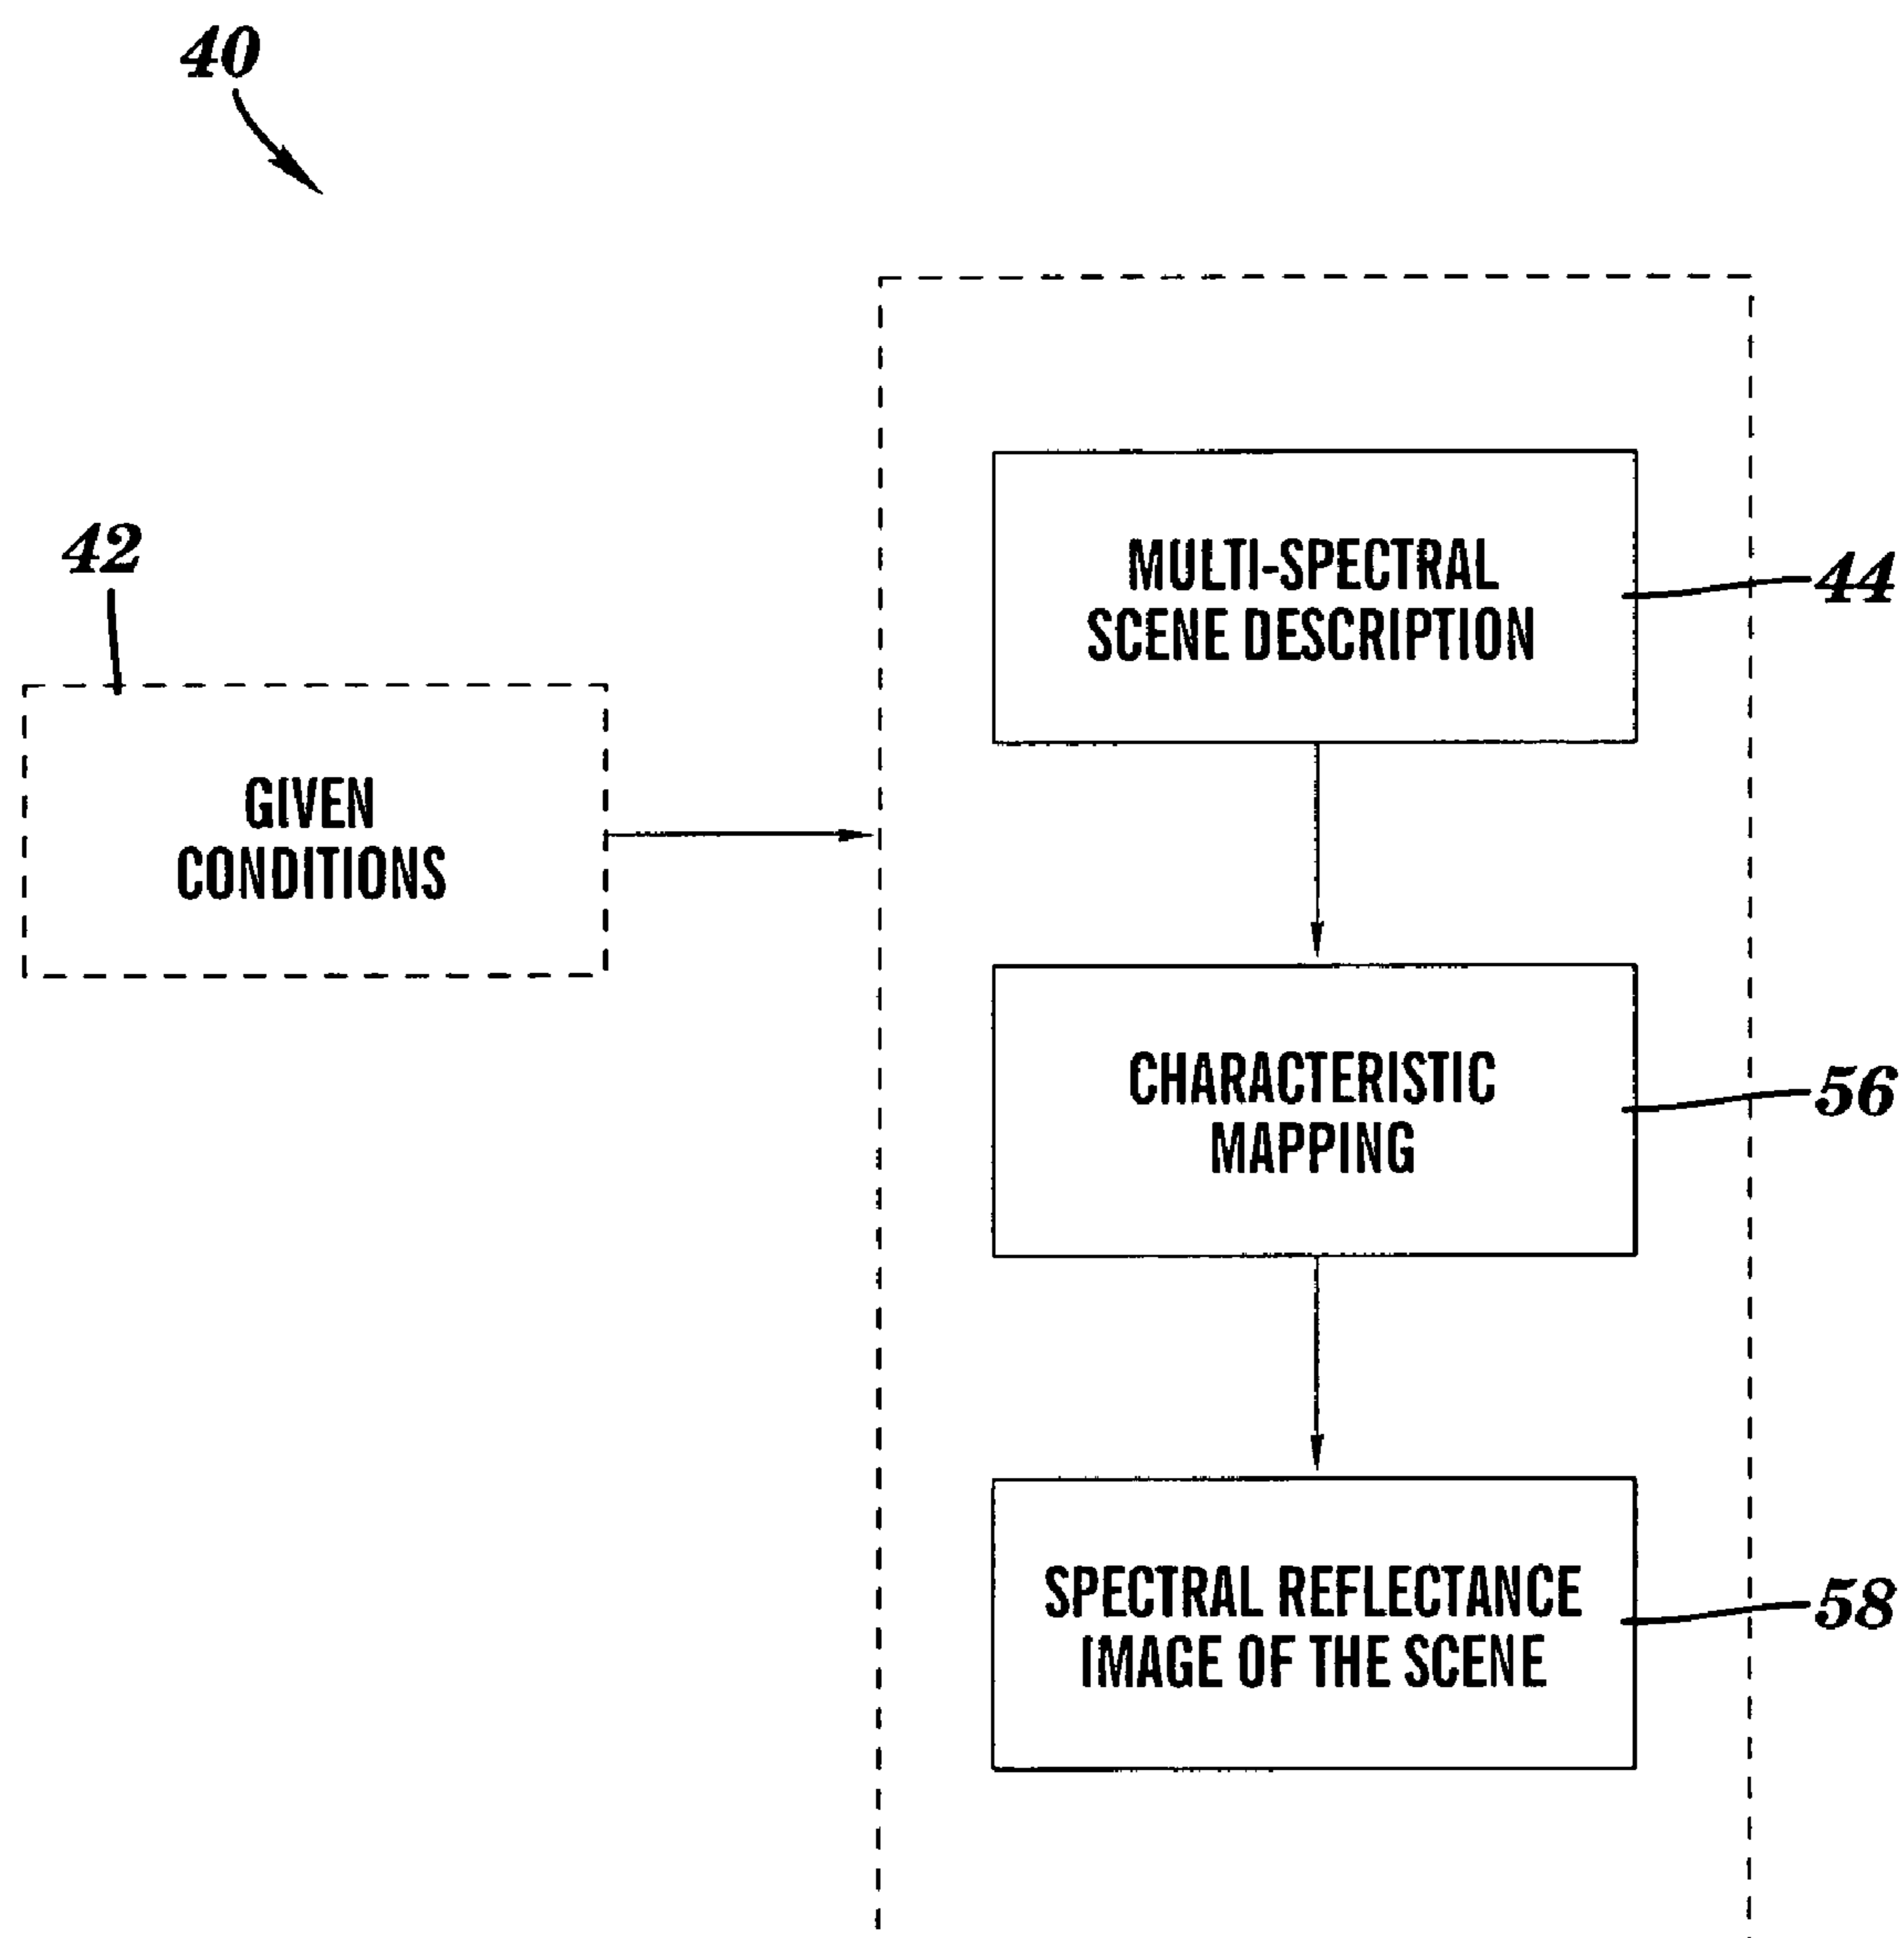 40
42
GIVEN
CONDITIONS
MULTI-SPECTRAL
SCENE DESCRIPTION
44
CHARACTERISTIC
MAPPING
56
SPECTRAL REFLECTANCE
IMAGE OF THE SCENE
58